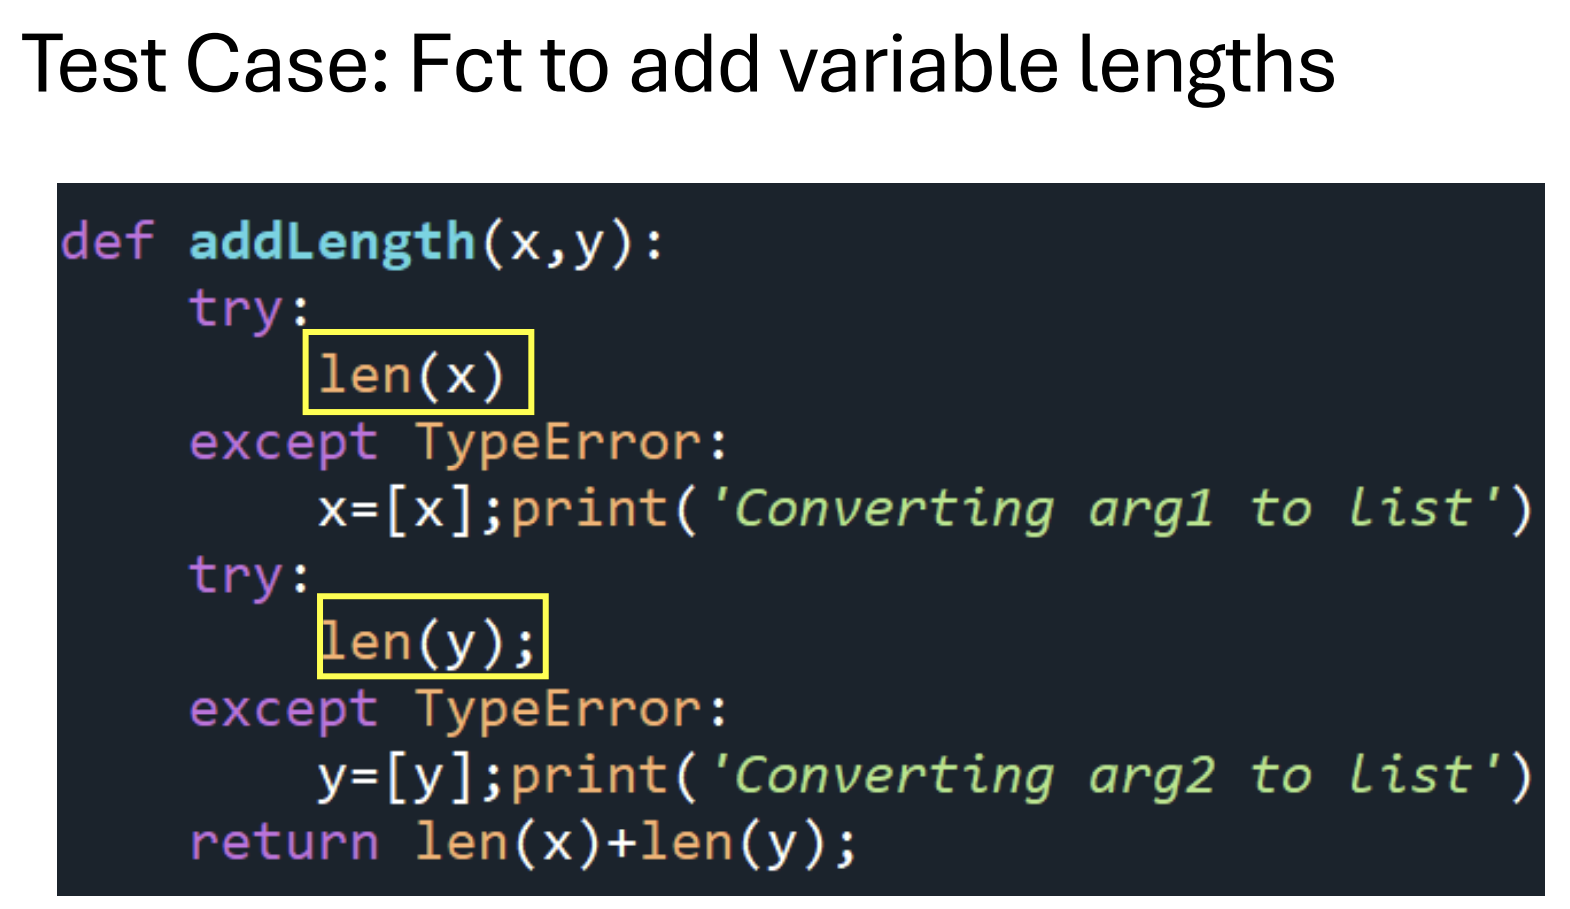 Test Case: Fct to add variable lengths
def addLength(x,y):
    try:
        len(x)
    except TypeError:
        x=[x];print('Converting arg1 to list')
    try:
        len(y);
    except TypeError:
        y=[y];print('Converting arg2 to list')
    return len(x)+len(y);